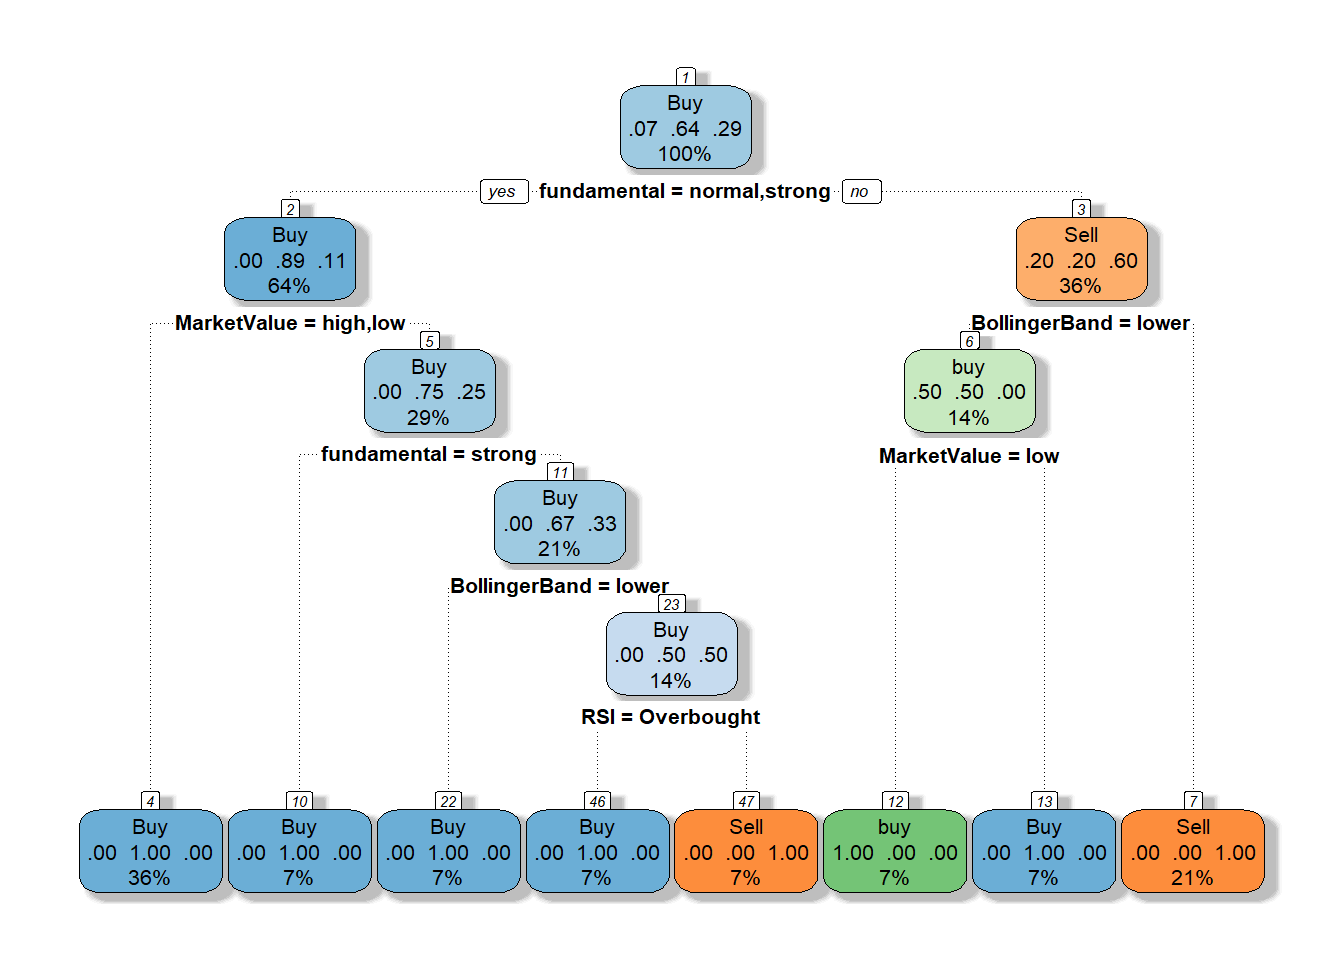 1
Buy
.07 .64 .29
100%
yes fundamental = normal,strong no
2
Buy
.00 .89 .11
64%
3
Sell
.20 .20 .60
36%
MarketValue = high,low
BollingerBand = lower
5
Buy
.00 .75 .25
29%
6
buy
.50 .50 .00
14%
fundamental = strong
MarketValue = low
11
Buy
.00 .67 .33
21%
BollingerBand = lower
23
Buy
.00 .50 .50
14%
RSI = Overbought
4
Buy
.00 1.00 .00
36%
10
Buy
.00 1.00 .00
7%
22
Buy
.00 1.00 .00
7%
46
Buy
.00 1.00 .00
7%
47
Sell
.00 .00 1.00
7%
12
buy
1.00 .00 .00
7%
13
Buy
.00 1.00 .00
7%
7
Sell
.00 .00 1.00
21%